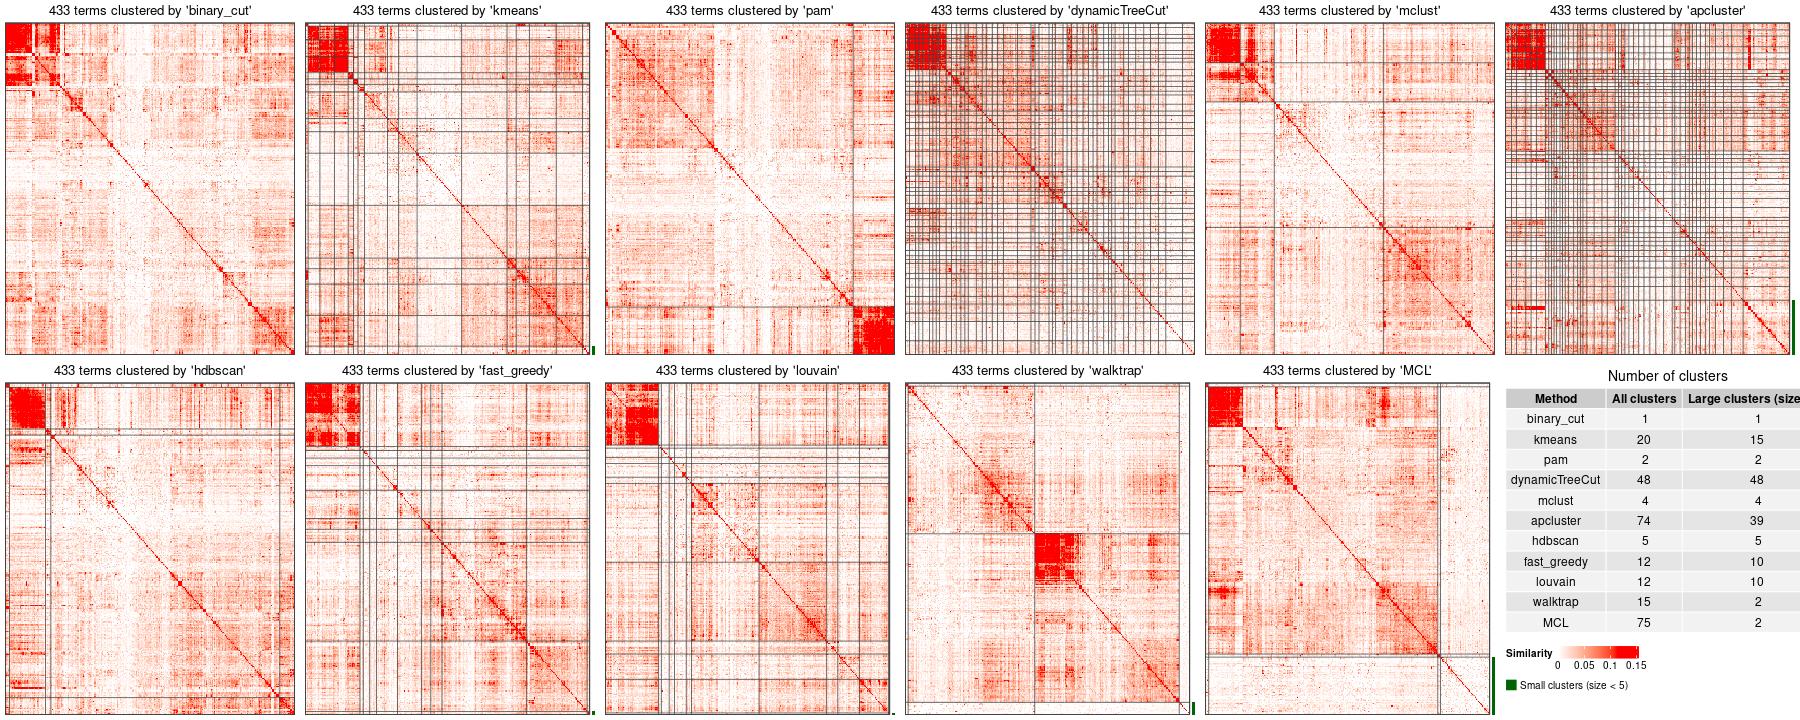 433 terms clustered by 'binary_cut'
433 terms clustered by 'kmeans'
433 terms clustered by 'pam'
433 terms clustered by 'dynamicTreeCut'
433 terms clustered by 'mclust'
433 terms clustered by 'apcluster'
433 terms clustered by 'hdbscan'
433 terms clustered by 'fast_greedy'
433 terms clustered by 'louvain'
433 terms clustered by 'walktrap'
433 terms clustered by 'MCL'
Number of clusters
Method All clusters Large clusters (size
binary_cut 1 1
kmeans 20 15
pam 2 2
dynamicTreeCut 48 48
mclust 4 4
apcluster 74 39
hdbscan 5 5
fast_greedy 12 10
louvain 12 10
walktrap 15 2
MCL 75 2
Similarity
0 0.05 0.1 0.15
Small clusters (size < 5)